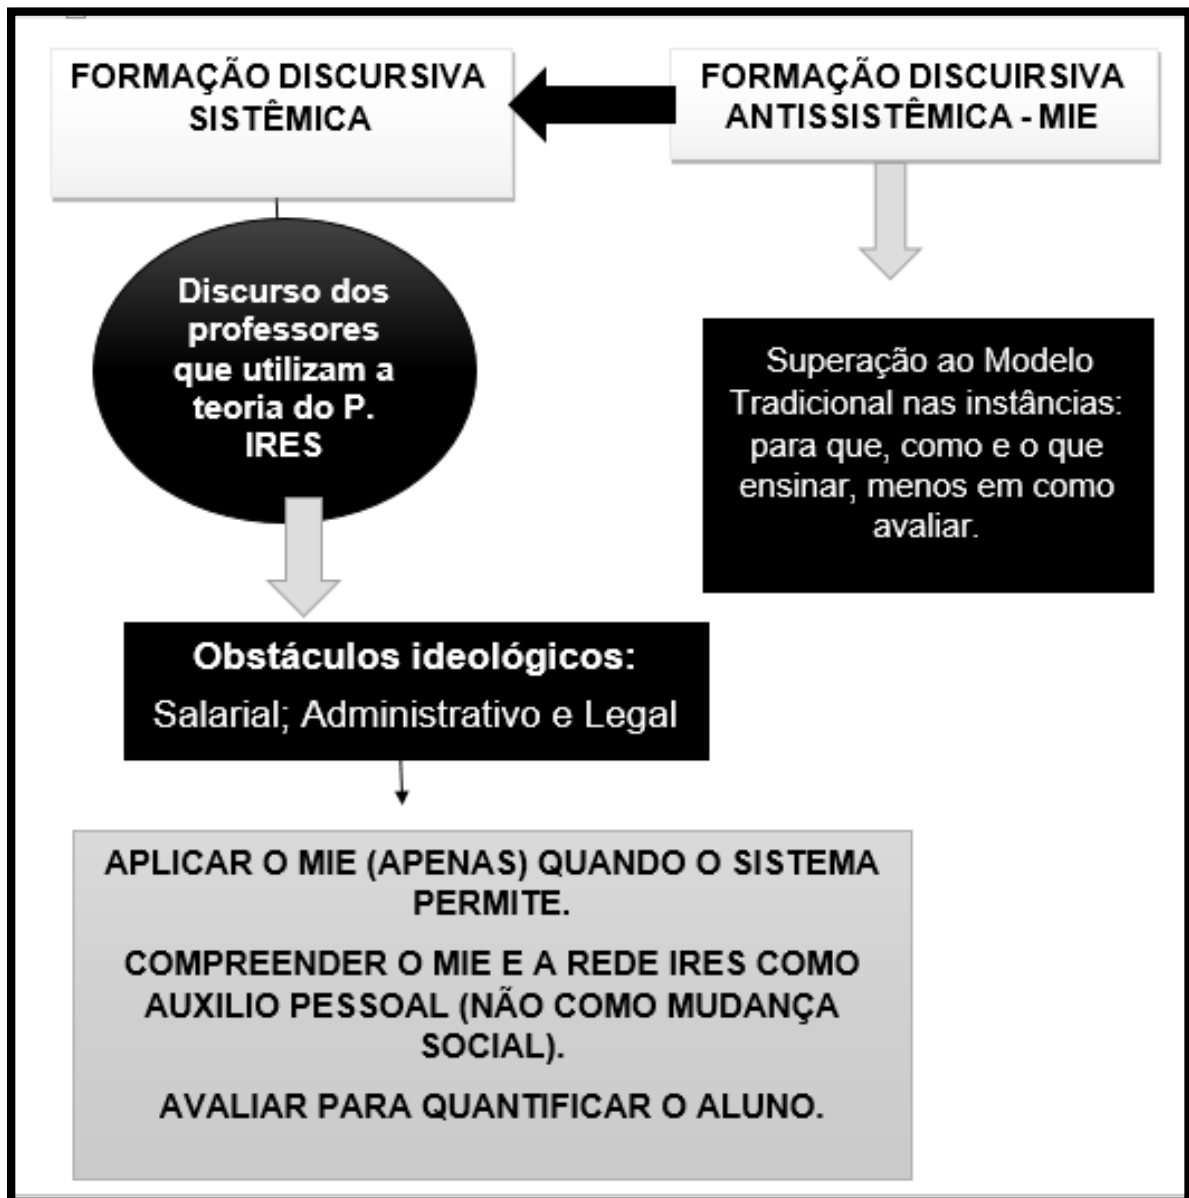 FORMAÇÃO DISCURSIVA
SISTÊMICA
FORMAÇÃO DISCUIRSIVA
ANTISSISTÊMICA - MIE
Discurso dos
professores
que utilizam a
teoria do P.
IRES
Superação ao Modelo
Tradicional nas instâncias:
para que, como e o que
ensinar, menos em como
avaliar.
Obstáculos ideológicos:
Salarial; Administrativo e Legal
APLICAR O MIE (APENAS) QUANDO O SISTEMA
PERMITE.
COMPREENDER O MIE E A REDE IRES COMO
AUXILIO PESSOAL (NÃO COMO MUDANÇA
SOCIAL).
AVALIAR PARA QUANTIFICAR O ALUNO.